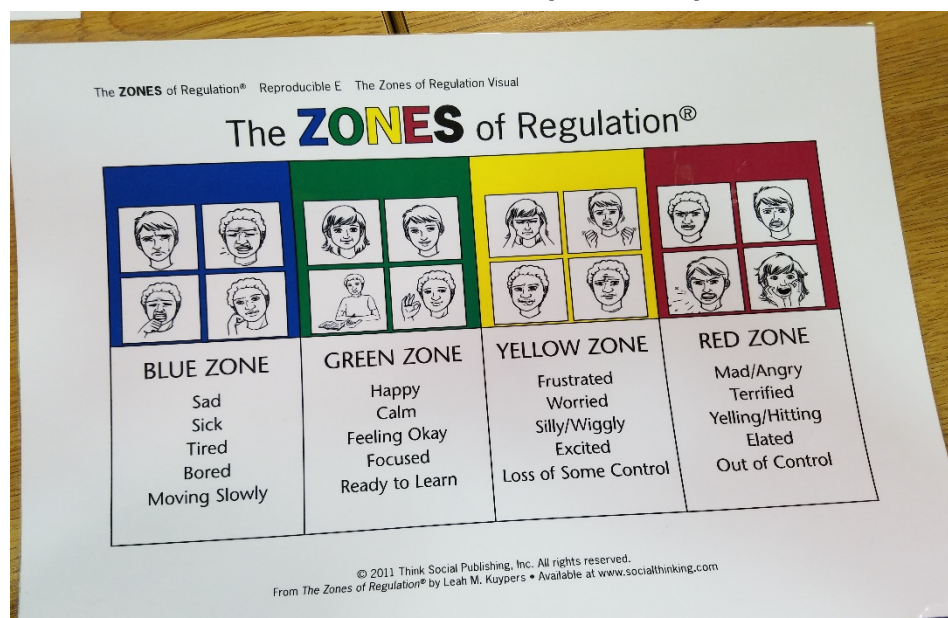 The ZONES of Regulation® Reproducible E The Zones of Regulation Visual
The ZONES of Regulation®
BLUE ZONE
Sad
Sick
Tired
Bored
Moving Slowly
GREEN ZONE
Happy
Calm
Feeling Okay
Focused
Ready to Learn
YELLOW ZONE
Frustrated
Worried
Silly/Wiggly
Excited
Loss of Some Control
RED ZONE
Mad/Angry
Terrified
Yelling/Hitting
Elated
Out of Control
© 2011 Think Social Publishing, Inc. All rights reserved.
From The Zones of Regulation® by Leah M. Kuypers • Available at www.socialthinking.com